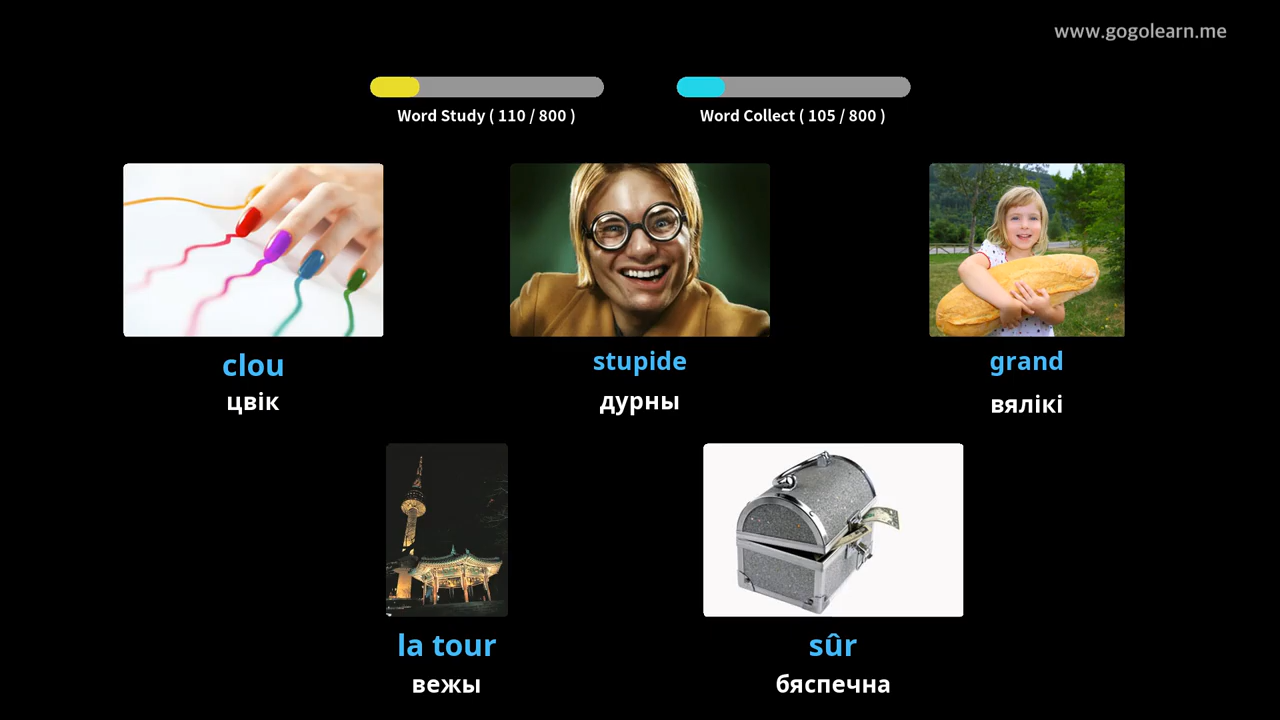 www.gogolearn.me
Word Study ( 110 / 800 )
Word Collect ( 105 / 800 )
clou
цвік
stupide
дурны
grand
вялікі
la tour
вежы
sûr
бяспечна